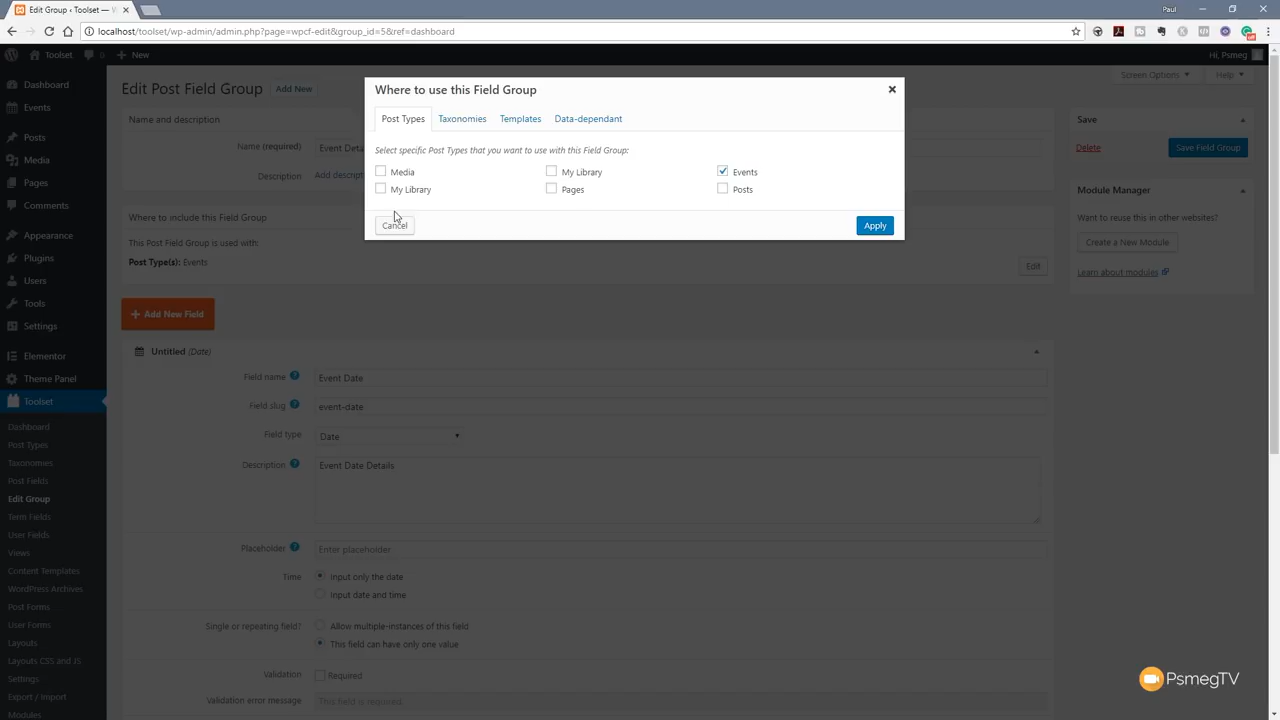 Edit Group ‹ Toolset — W
Paul
localhost/toolset/wp-admin/admin.php?page=wpcf-edit&group_id=5&ref=dashboard
Toolset
0
New
Hi, Psmeg
Dashboard
Events
Posts
Media
Pages
Comments
Appearance
Plugins
Users
Tools
Settings
Elementor
Theme Panel
Toolset
Dashboard
Post Types
Taxonomies
Post Fields
Edit Group
Term Fields
User Fields
Views
Content Templates
WordPress Archives
Post Forms
User Forms
Layouts
Layouts CSS and JS
Settings
Export / Import
Modules
Edit Post Field Group
Add New
Screen Options
Help
Name and description
Name (required)
Event Deta
Description
Add descript
Where to include this Field Group
This Post Field Group is used with:
Post Type(s): Events
Edit
Where to use this Field Group
Post Types
Taxonomies
Templates
Data-dependant
Select specific Post Types that you want to use with this Field Group:
Media
My Library
Events
My Library
Pages
Posts
Cancel
Apply
+ Add New Field
Untitled (Date)
Field name
Event Date
Field slug
event-date
Field type
Date
Description
Event Date Details
Placeholder
Enter placeholder
Time
Input only the date
Input date and time
Single or repeating field?
Allow multiple-instances of this field
This field can have only one value
Validation
Required
Validation error message
This field is required.
Save
Delete
Save Field Group
Module Manager
Want to reuse this in other websites?
Create a New Module
Learn about modules
PsmegTV